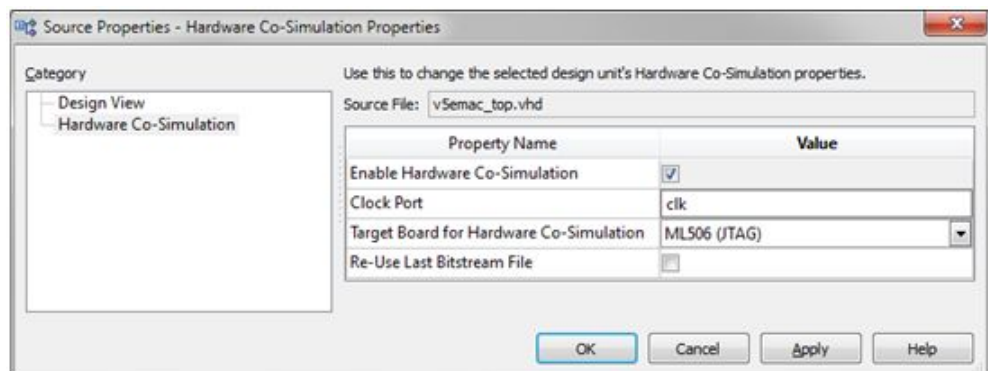 Source Properties - Hardware Co-Simulation Properties
Category
Design View
Hardware Co-Simulation
Use this to change the selected design unit's Hardware Co-Simulation properties.
Source File: v5emac_top.vhd
Property Name Value
Enable Hardware Co-Simulation
Clock Port clk
Target Board for Hardware Co-Simulation ML506 (JTAG)
Re-Use Last Bitstream File
OK Cancel Apply Help